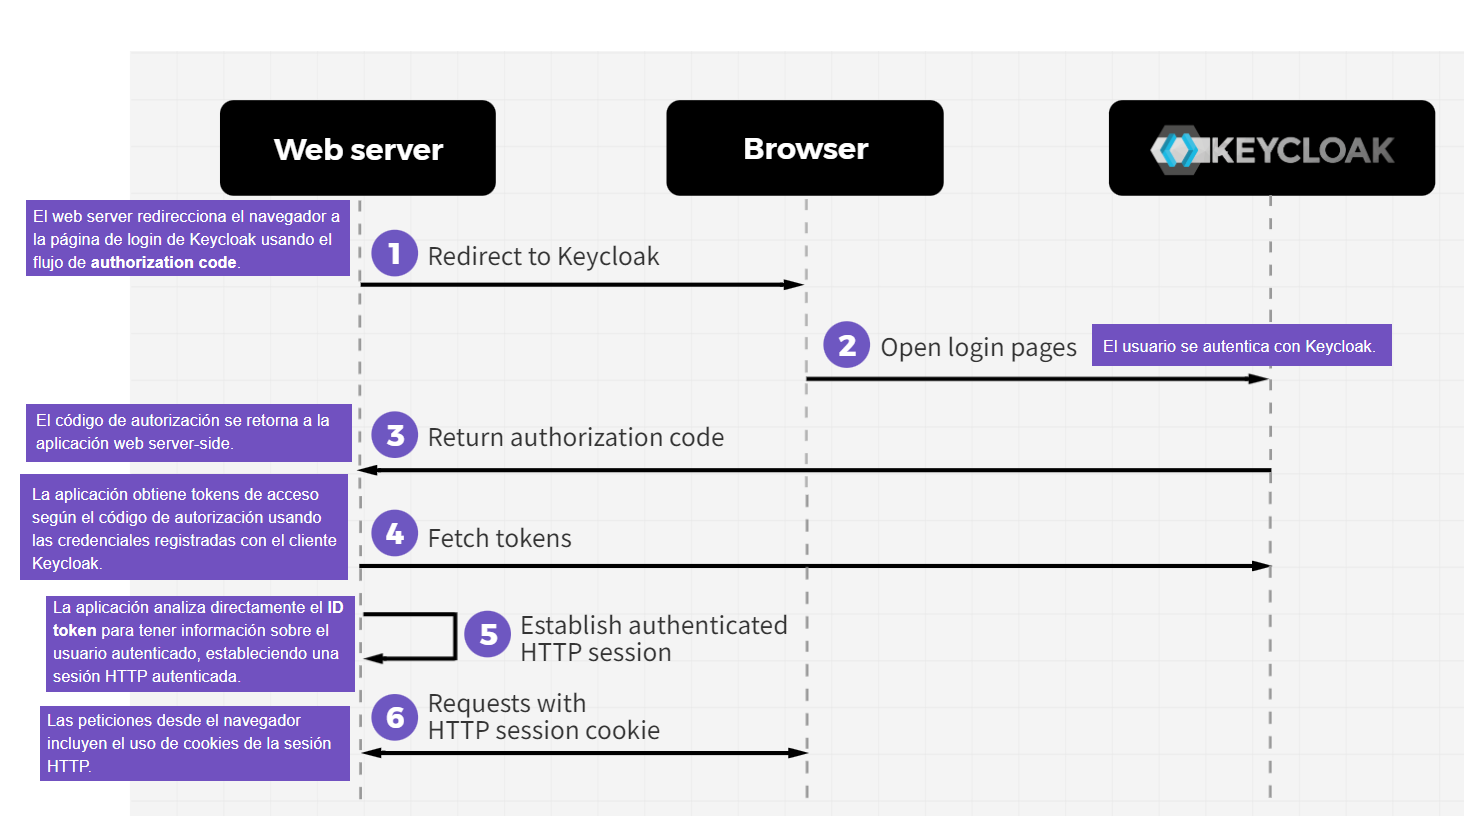 Web server
Browser
KEYCLOAK
El web server redirecciona el navegador a
la página de login de Keycloak usando el
flujo de authorization code.
1 Redirect to Keycloak
2 Open login pages
El usuario se autentica con Keycloak.
El código de autorización se retorna a la
aplicación web server-side.
3 Return authorization code
La aplicación obtiene tokens de acceso
según el código de autorización usando
las credenciales registradas con el cliente
Keycloak.
4 Fetch tokens
La aplicación analiza directamente el ID
token para tener información sobre el
usuario autenticado, estableciendo una
sesión HTTP autenticada.
5 Establish authenticated
HTTP session
Las peticiones desde el navegador
incluyen el uso de cookies de la sesión
HTTP.
6 Requests with
HTTP session cookie